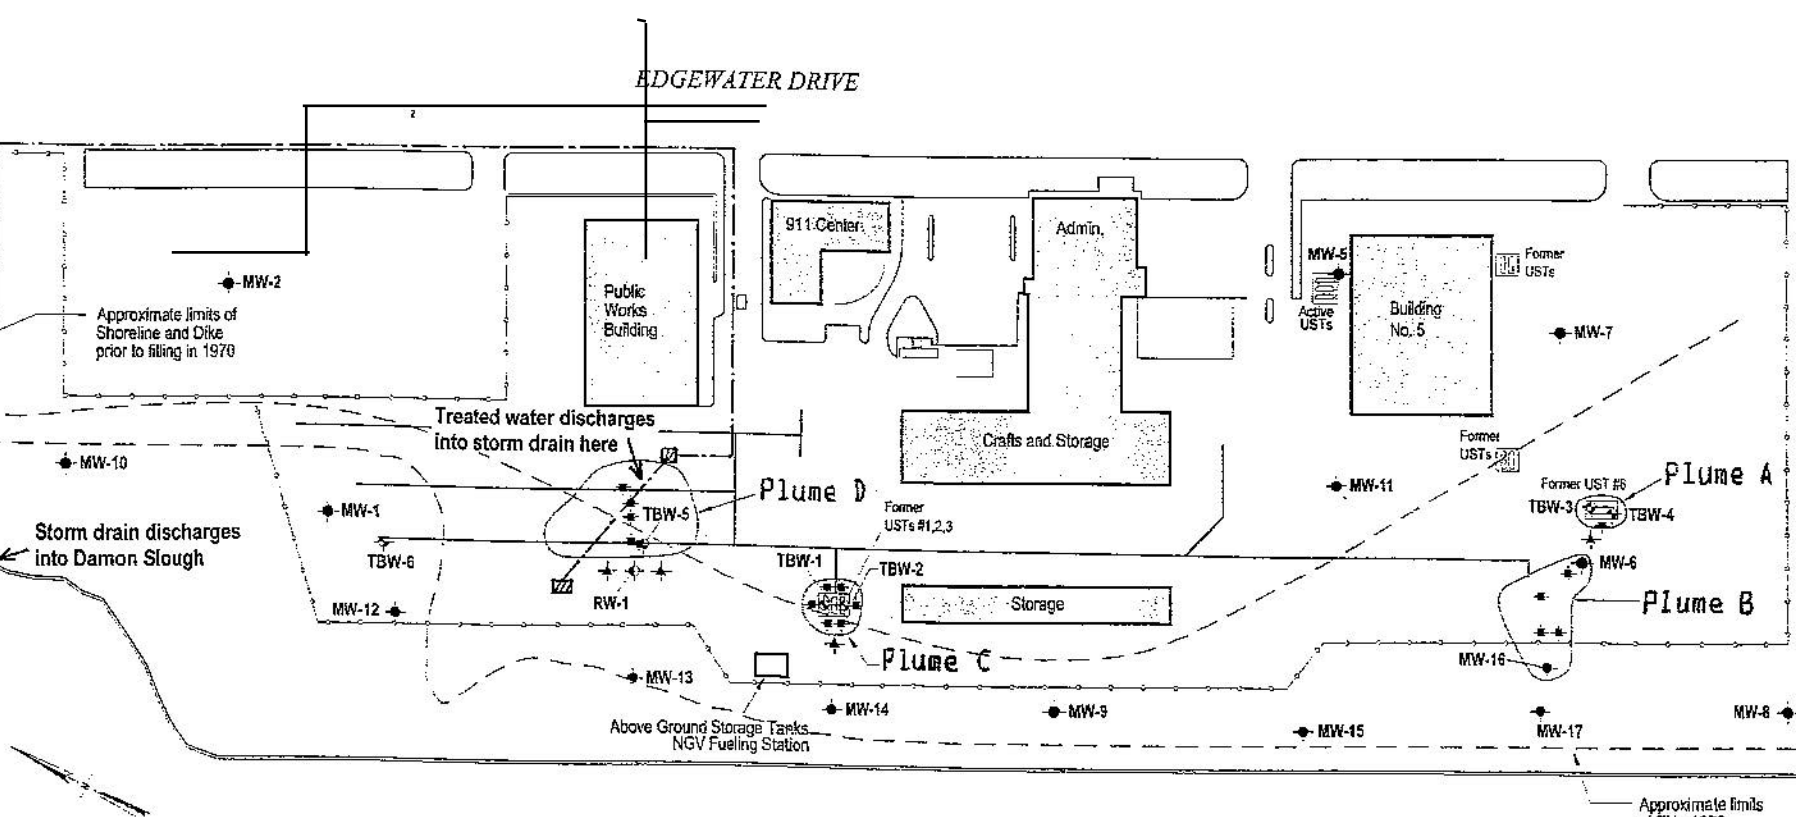 EDGEWATER DRIVE
z
911 Center
Admin.
MW-5
Former
USTs
MW-2
Public
Works
Building
Active
USTs
Building
No. 5
Approximate limits of
Shoreline and Dike
prior to filling in 1970
MW-7
Treated water discharges
into storm drain here
Crafts and Storage
Former
USTs
MW-10
Plume A
Former UST #6
Plume D
MW-11
Former
USTs #1,2,3
TBW-3
TBW-4
MW-1
TBW-5
Storm drain discharges
into Damon Slough
TBW-6
TBW-1
TBW-2
MW-6
RW-1
MW-12
Storage
Plume B
Plume C
MW-16
MW-13
MW-14
MW-9
MW-8
Above Ground Storage Tanks
NGV Fueling Station
MW-15
MW-17
Approximate limits